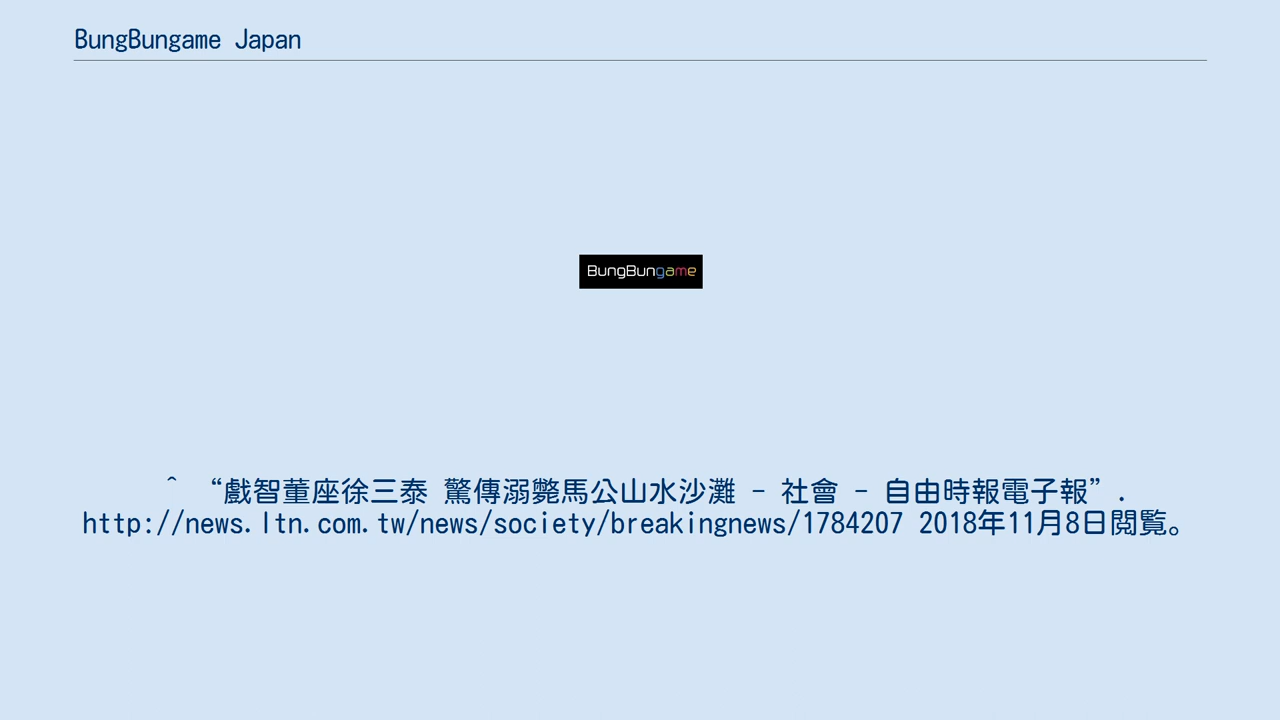 BungBungame Japan
BungBungame
^ “戲智董座徐三泰 驚傳溺斃馬公山水沙灘 - 社會 - 自由時報電子報”.
http://news.ltn.com.tw/news/society/breakingnews/1784207 2018年11月8日閲覧。